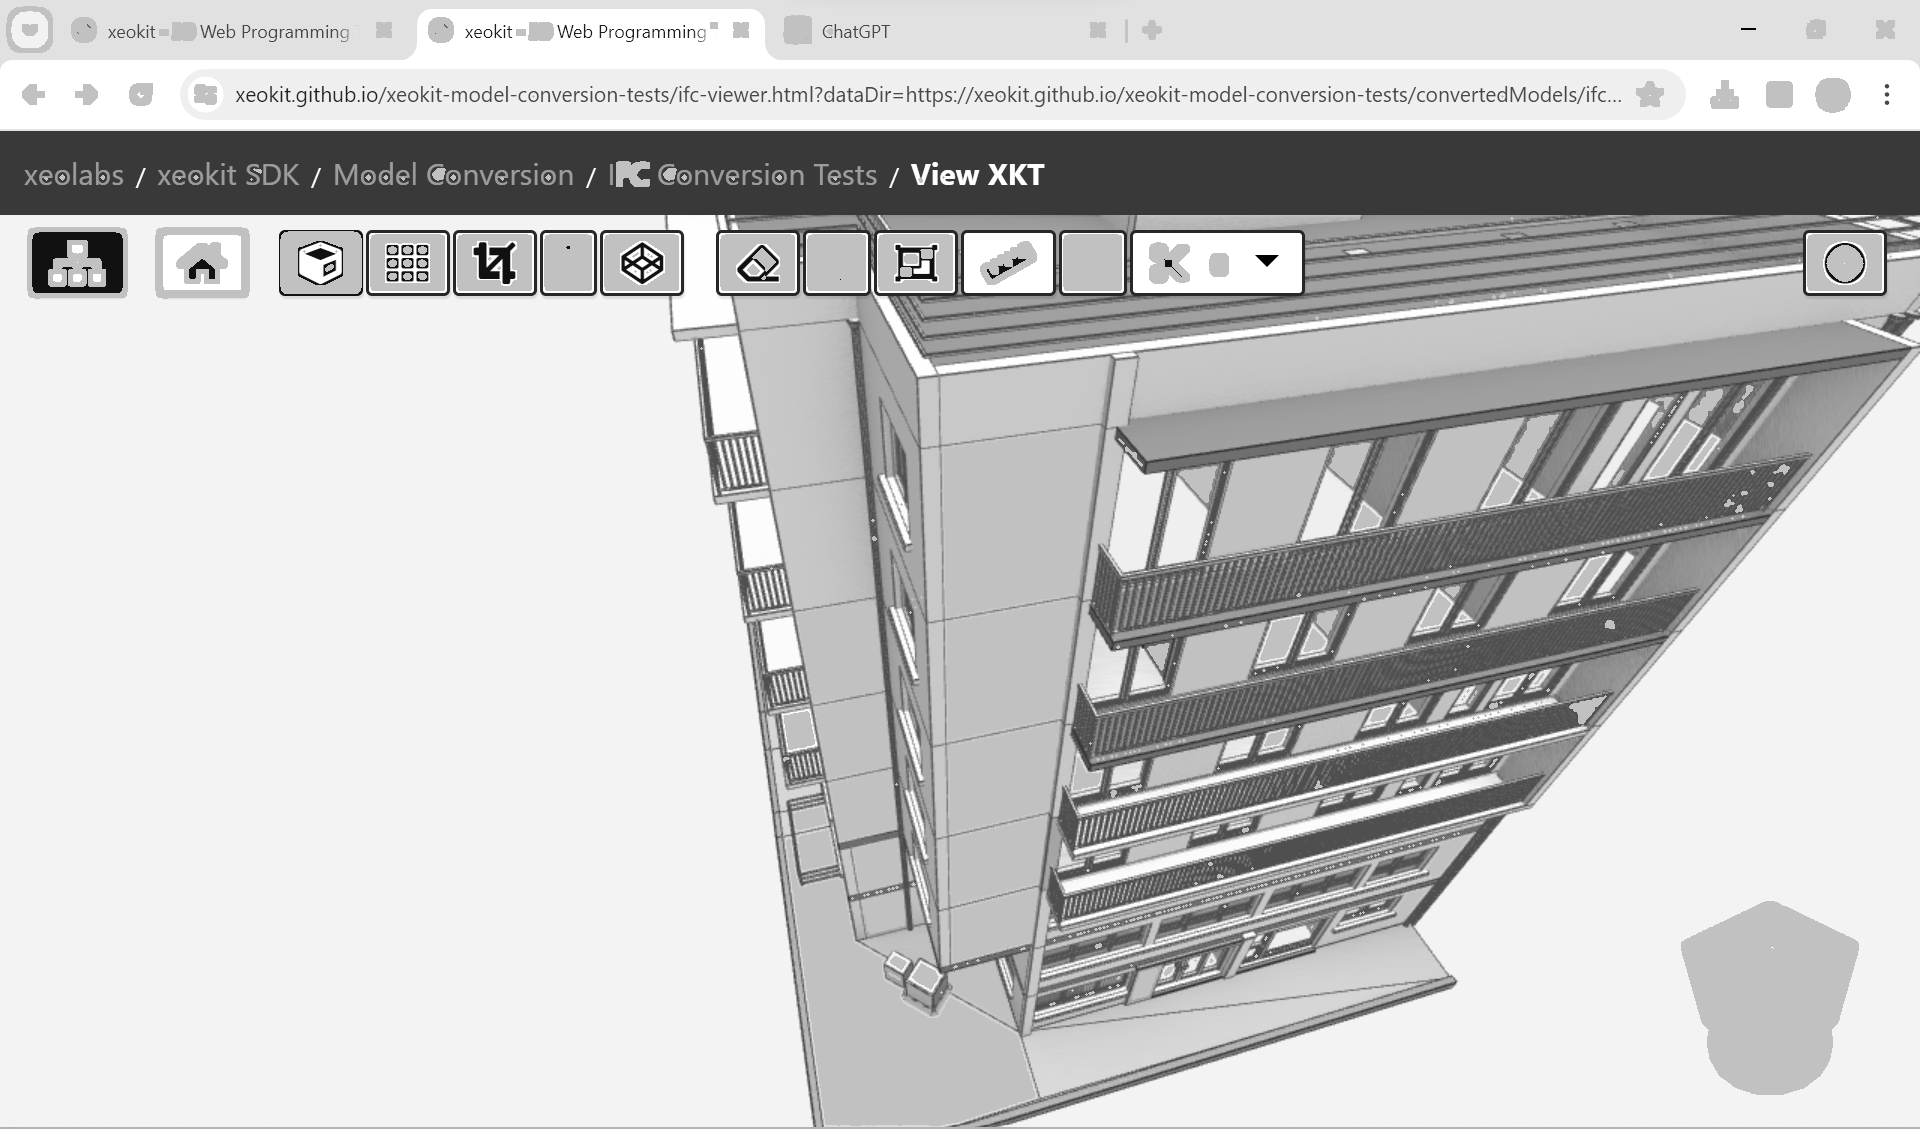 xeokit Web Programming
xeokit Web Programming
ChatGPT
xeokit.github.io/xeokit-model-conversion-tests/ifc-viewer.html?dataDir=https://xeokit.github.io/xeokit-model-conversion-tests/convertedModels/ifc...
xeolabs / xeokit SDK / Model Conversion / IFC Conversion Tests / View XKT